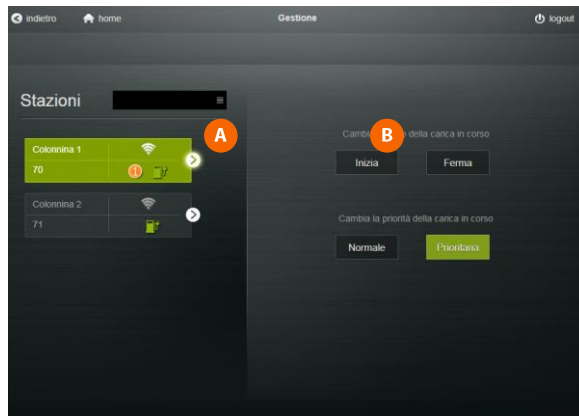 indietro home Gestione logout
Stazioni
A
B
della carica in corso
Colonnina 1
Inizia Ferma
70 1
Cambia la priorità della carica in corso
Colonnina 2
71
Normale Prioritaria